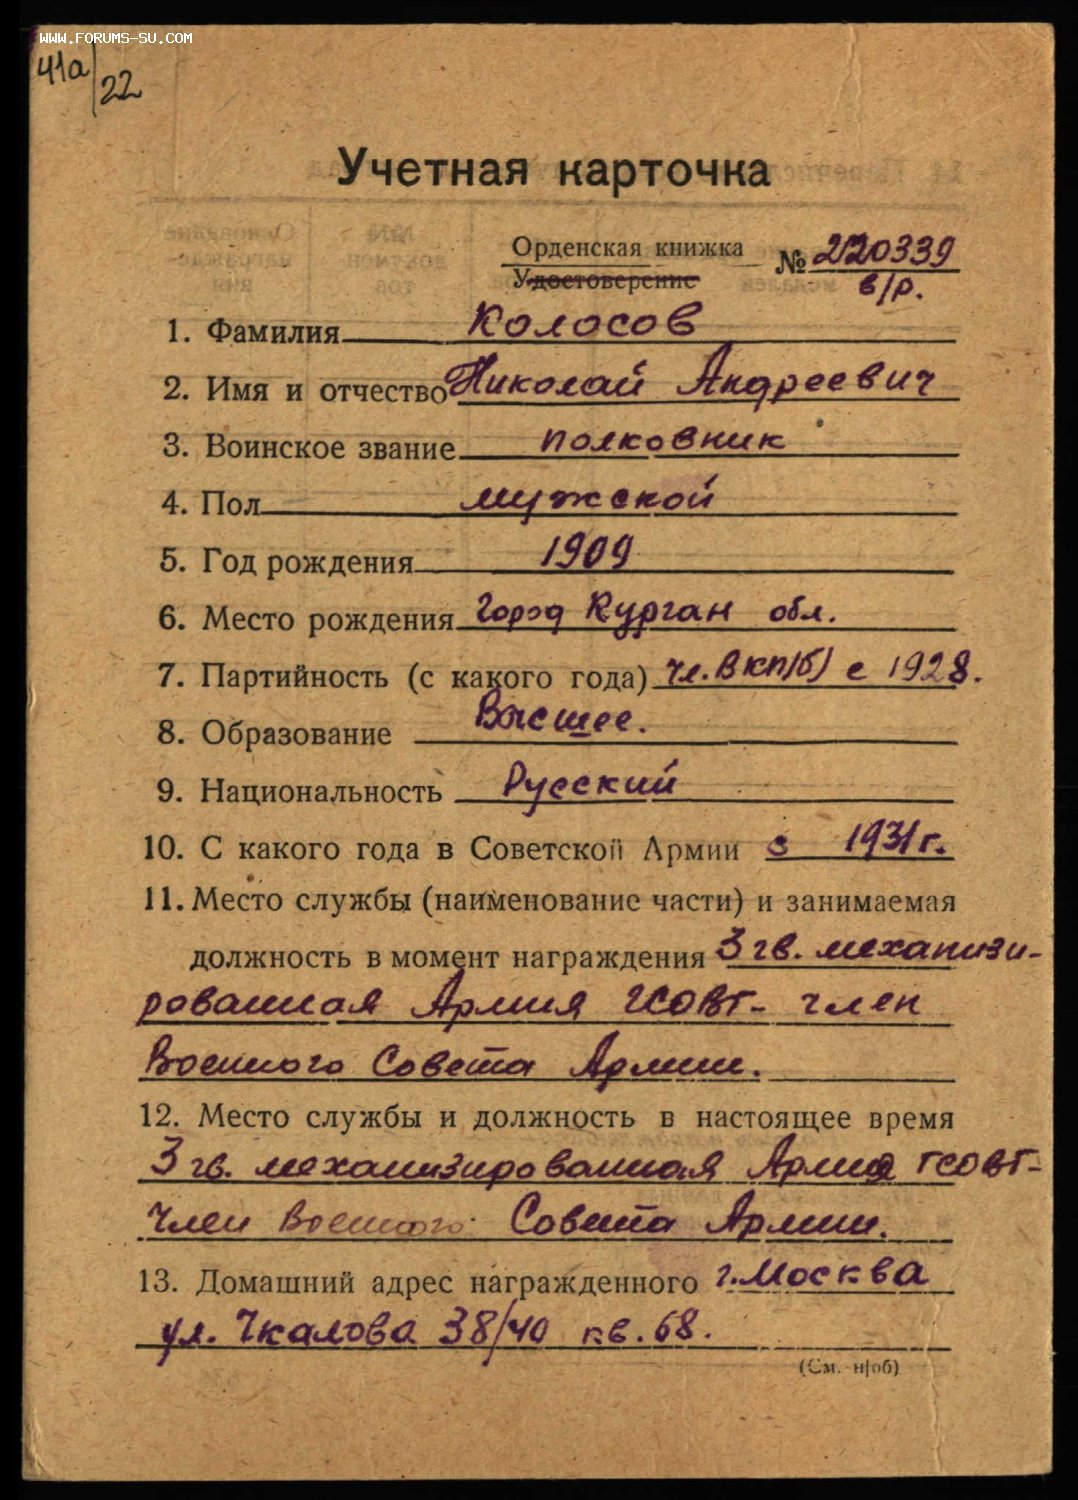 WWW.FORUMS-SU.COM
41а/22
Учетная карточка
Орденская книжка № 220339
Удостоверение в/р.
1. Фамилия Колосов
2. Имя и отчество Николай Андреевич
3. Воинское звание полковник
4. Пол мужской
5. Год рождения 1909
6. Место рождения город Курган обл.
7. Партийность (с какого года) чл. ВКП(б) с 1928.
8. Образование Высшее.
9. Национальность Русский
10. С какого года в Советской Армии с 1931 г.
11. Место службы (наименование части) и занимаемая
должность в момент награждения 3 гв. механизи-
рованная Армия ГСОВГ- член
Военного Совета Армии.
12. Место службы и должность в настоящее время
3 гв. механизированная Армия ГСОВГ-
член Военного Совета Армии.
13. Домашний адрес награжденного г. Москва
ул. Чкалова 38/40 кв. 68.
(См. н/об)